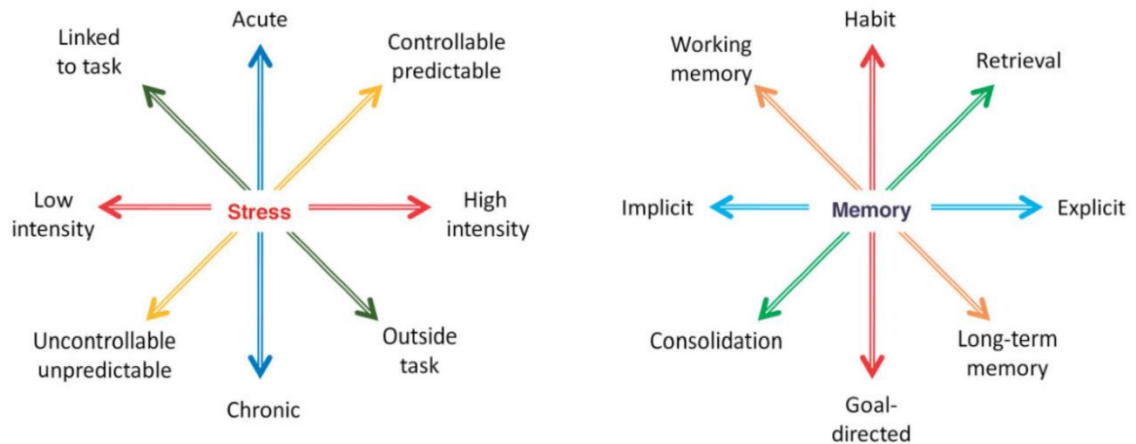 Acute
Linked
to task
Controllable
predictable
Low
intensity
Stress
High
intensity
Uncontrollable
unpredictable
Outside
task
Chronic
Habit
Working
memory
Retrieval
Implicit
Memory
Explicit
Consolidation
Long-term
memory
Goal-
directed